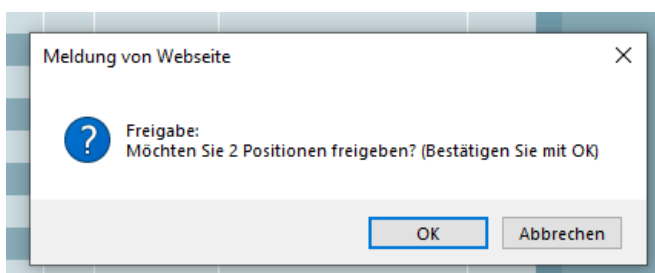 Meldung von Webseite
Freigabe:
Möchten Sie 2 Positionen freigeben? (Bestätigen Sie mit OK)
OK
Abbrechen